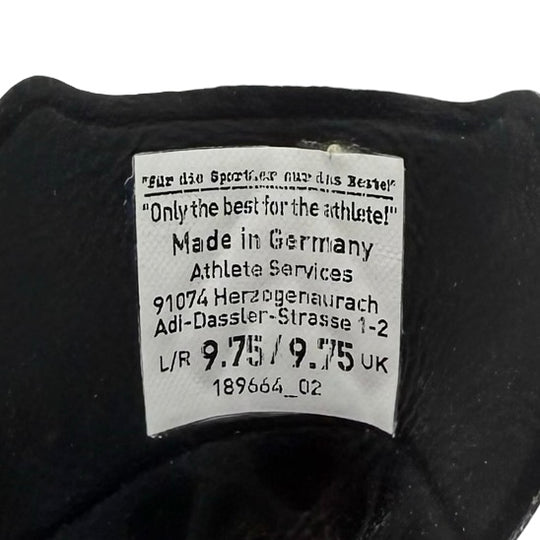 "Für die Sportler nur das Beste!"
"Only the best for the athlete!"
Made in Germany
Athlete Services
91074 Herzogenaurach
Adi-Dassler-Strasse 1-2
L/R 9.75 / 9.75 UK
189664_02